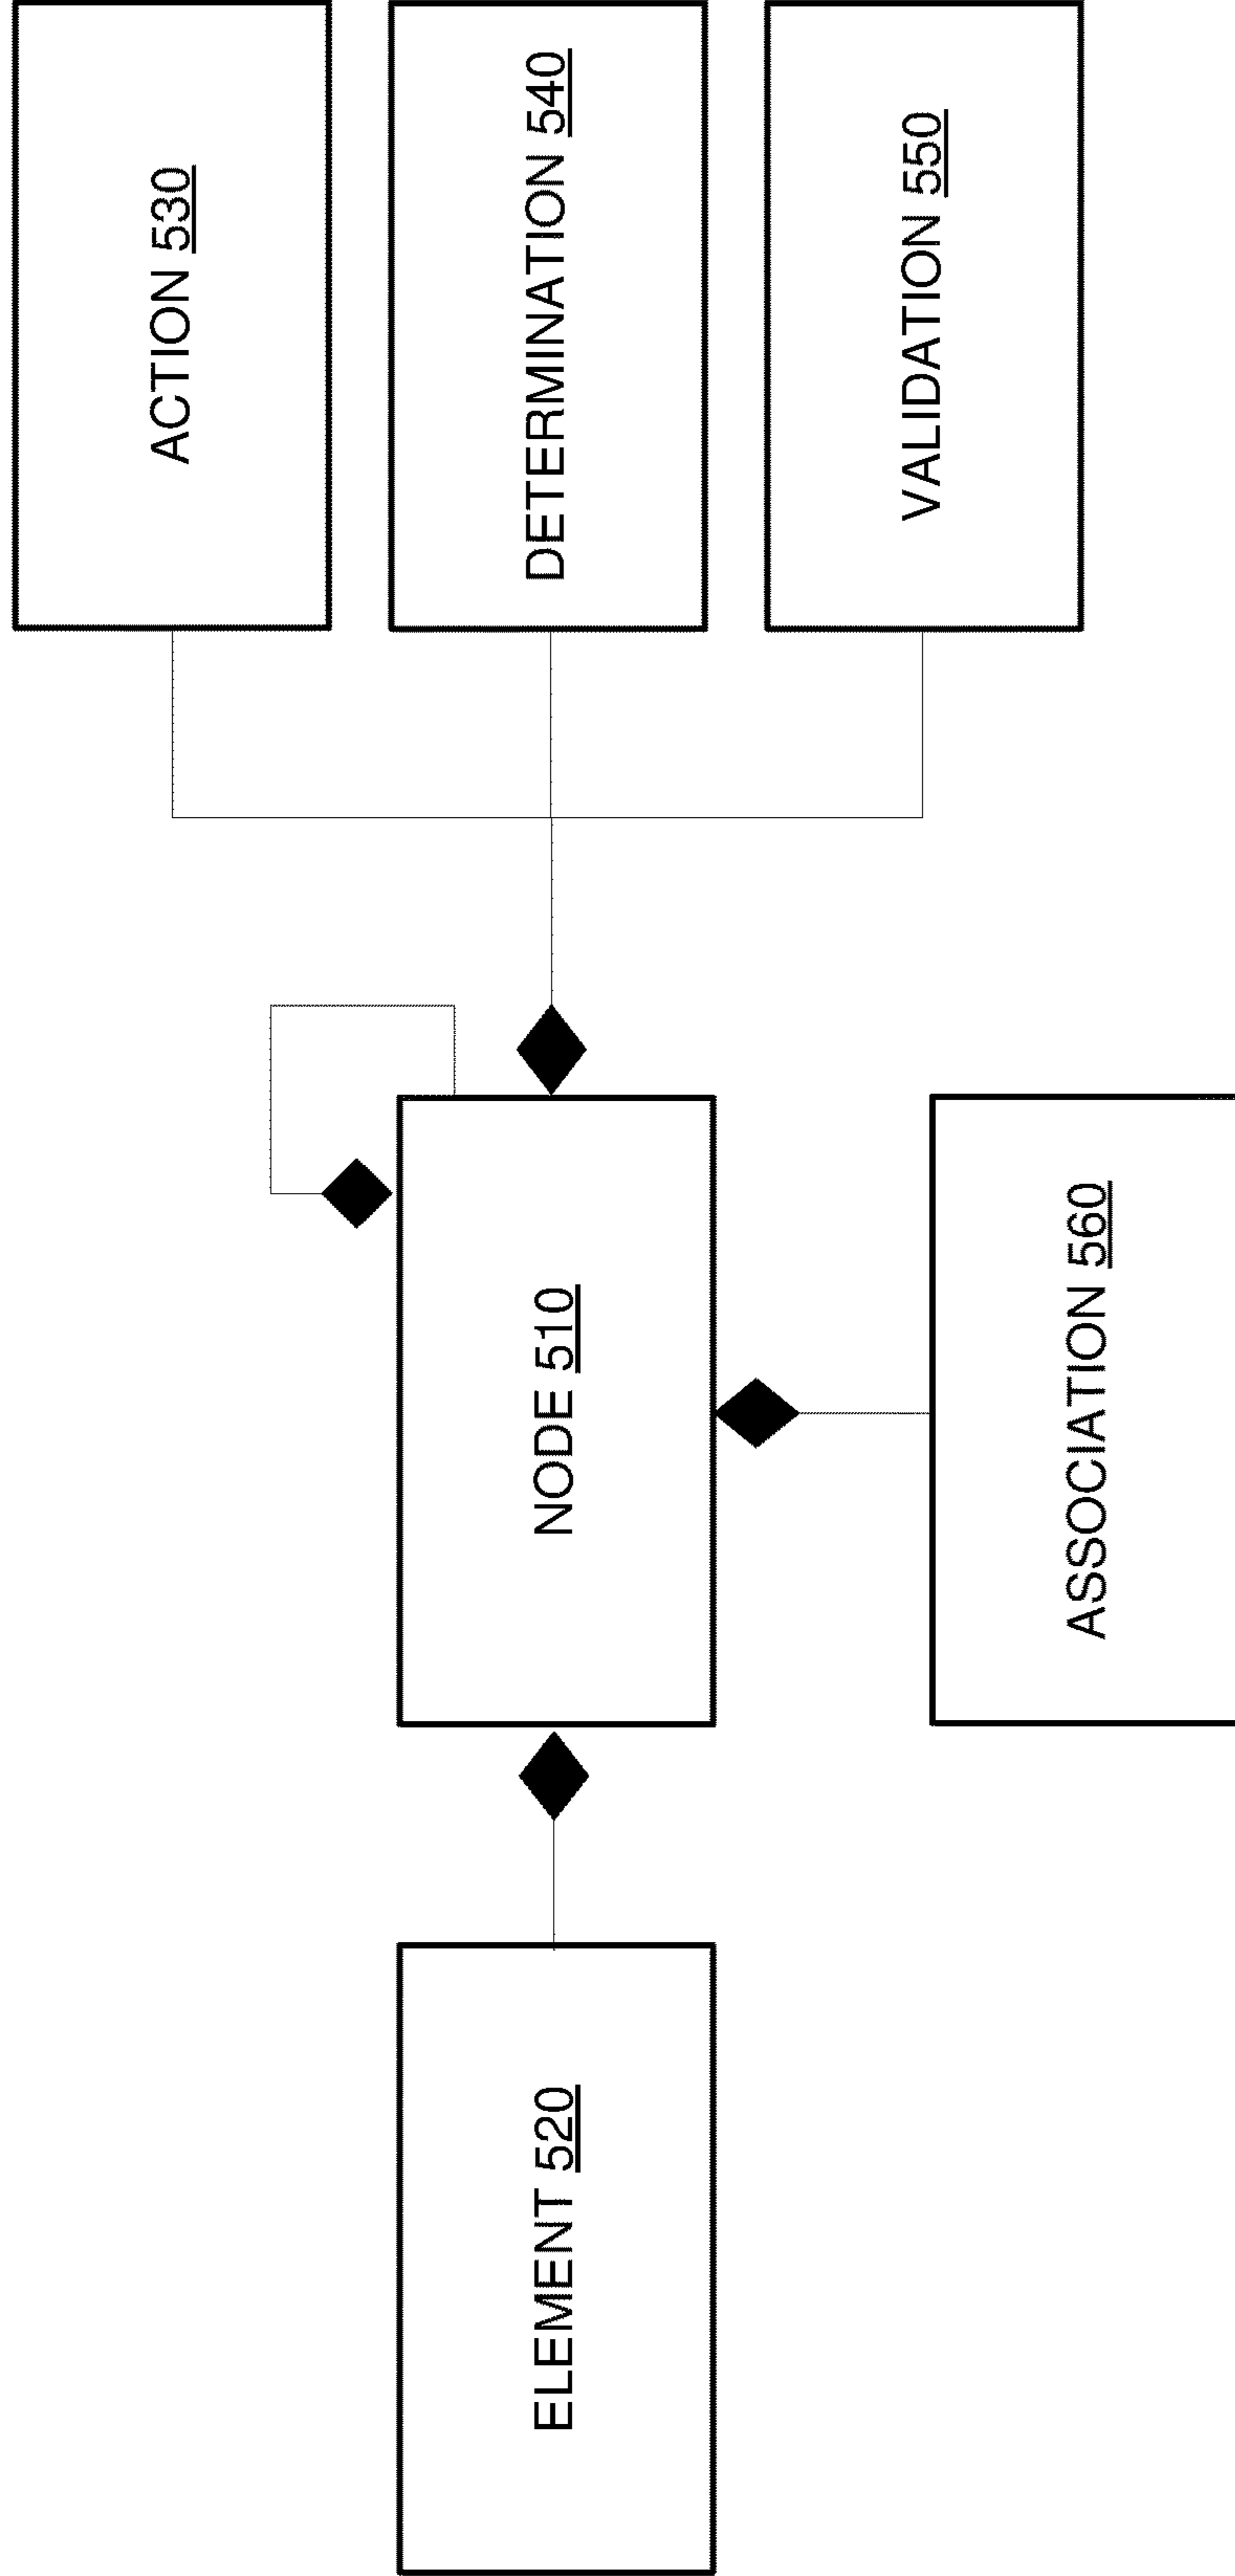 ACTION 530
DETERMINATION 540
VALIDATION 550
NODE 510
ASSOCIATION 560
ELEMENT 520